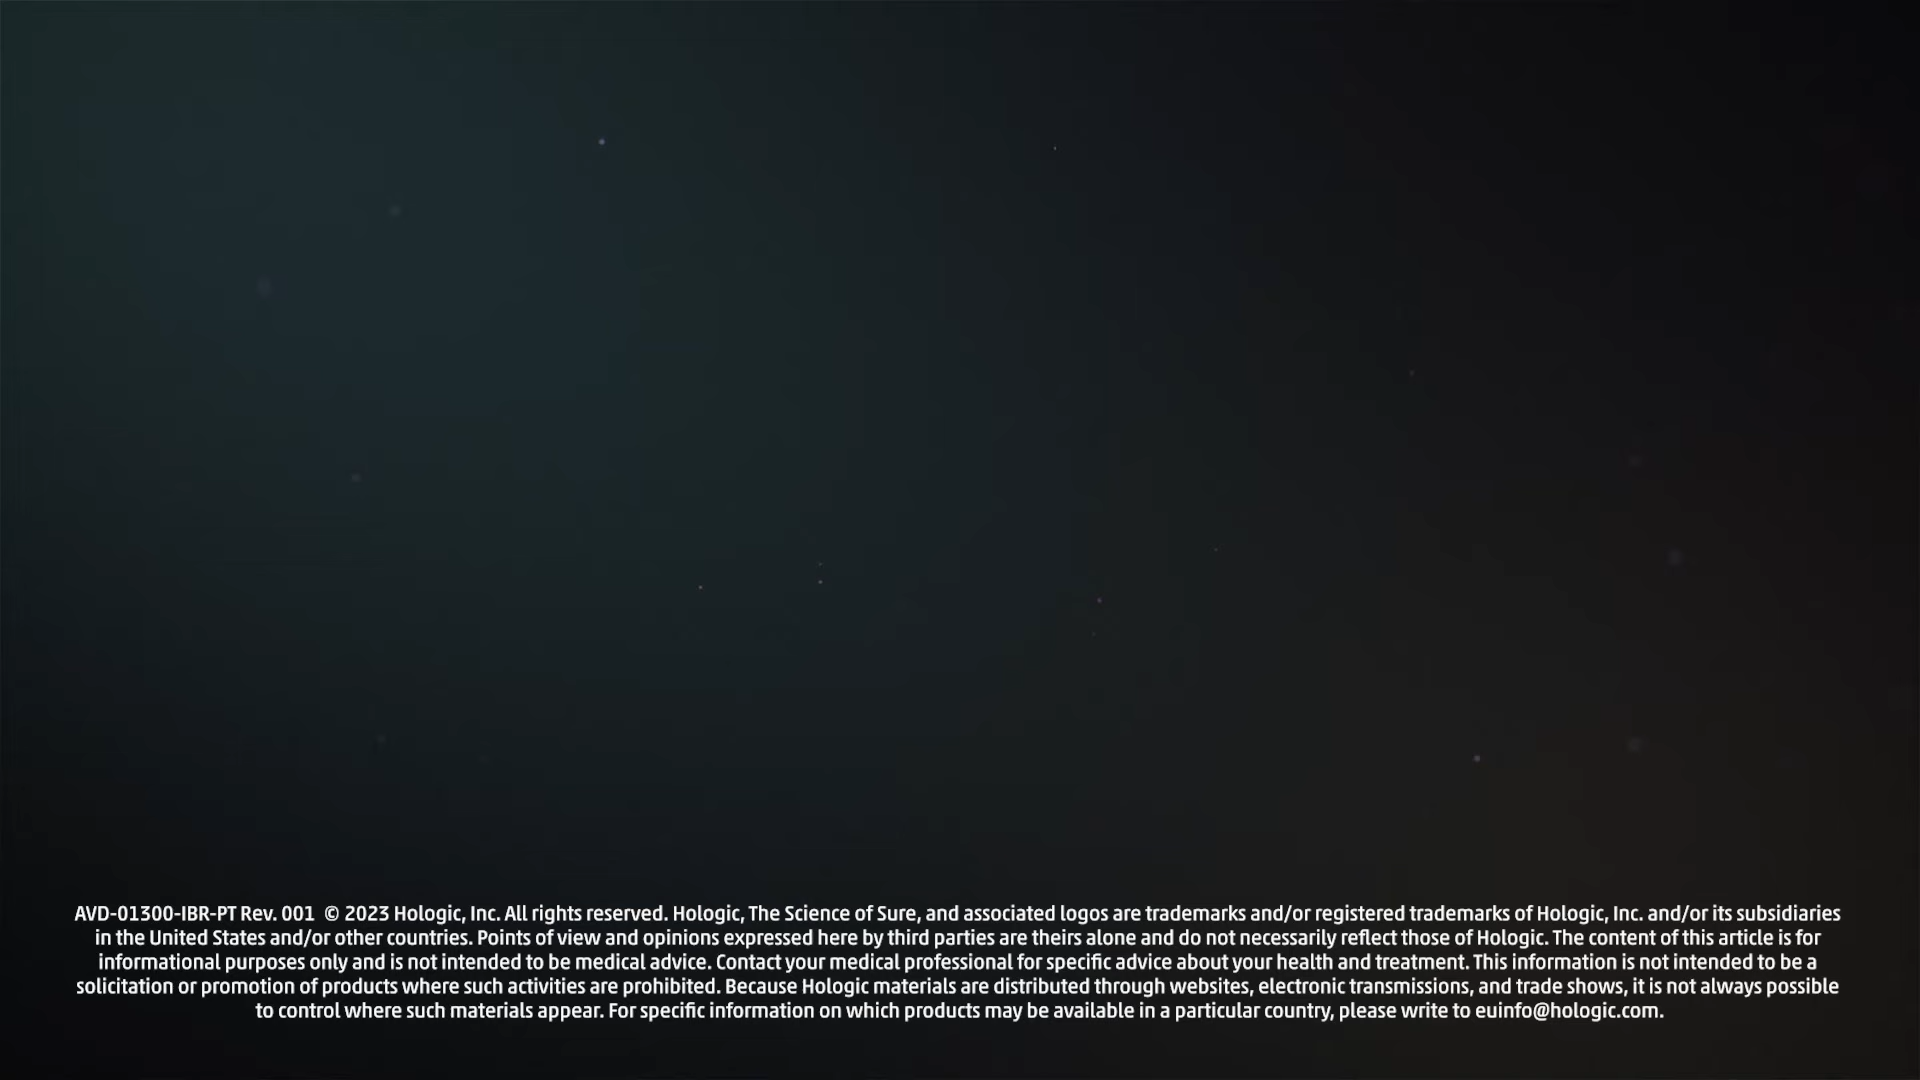 AVD-01300-IBR-PT Rev. 001 © 2023 Hologic, Inc. All rights reserved. Hologic, The Science of Sure, and associated logos are trademarks and/or registered trademarks of Hologic, Inc. and/or its subsidiaries
in the United States and/or other countries. Points of view and opinions expressed here by third parties are theirs alone and do not necessarily reflect those of Hologic. The content of this article is for
informational purposes only and is not intended to be medical advice. Contact your medical professional for specific advice about your health and treatment. This information is not intended to be a
solicitation or promotion of products where such activities are prohibited. Because Hologic materials are distributed through websites, electronic transmissions, and trade shows, it is not always possible
to control where such materials appear. For specific information on which products may be available in a particular country, please write to euinfo@hologic.com.